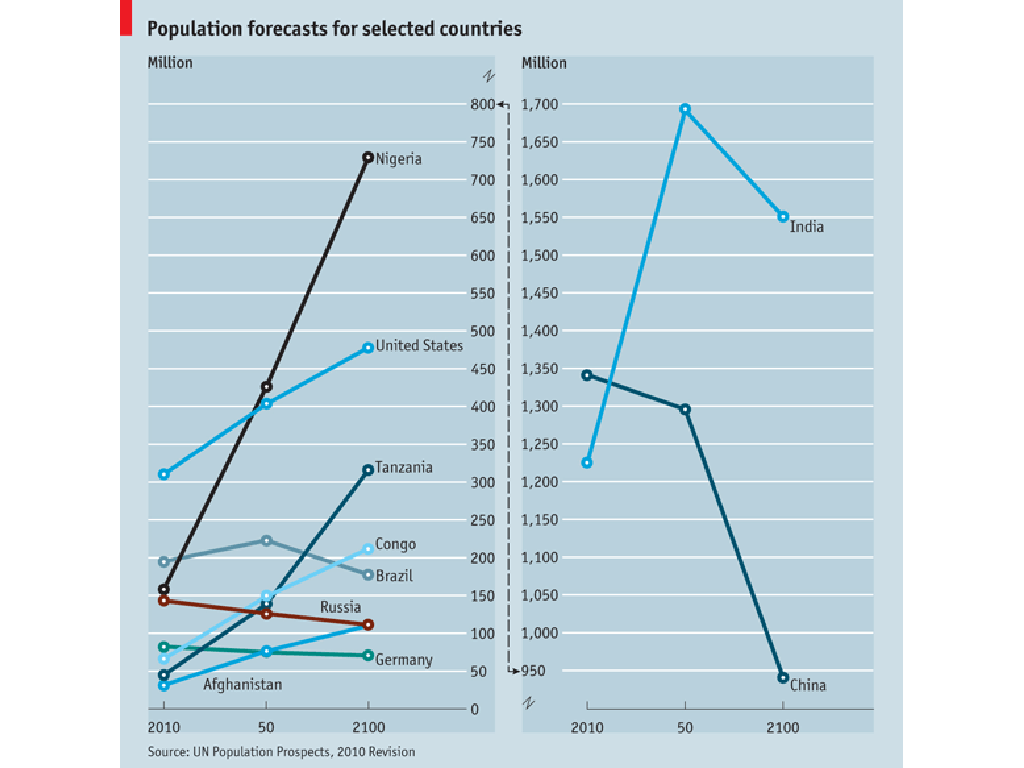 Population forecasts for selected countries
Million
800
750
700
650
600
550
500
450
400
350
300
250
200
150
100
50
0
Nigeria
United States
Tanzania
Congo
Brazil
Russia
Germany
Afghanistan
2010 50 2100
Million
1,700
1,650
1,600
1,550
1,500
1,450
1,400
1,350
1,300
1,250
1,200
1,150
1,100
1,050
1,000
950
India
China
2010 50 2100
Source: UN Population Prospects, 2010 Revision